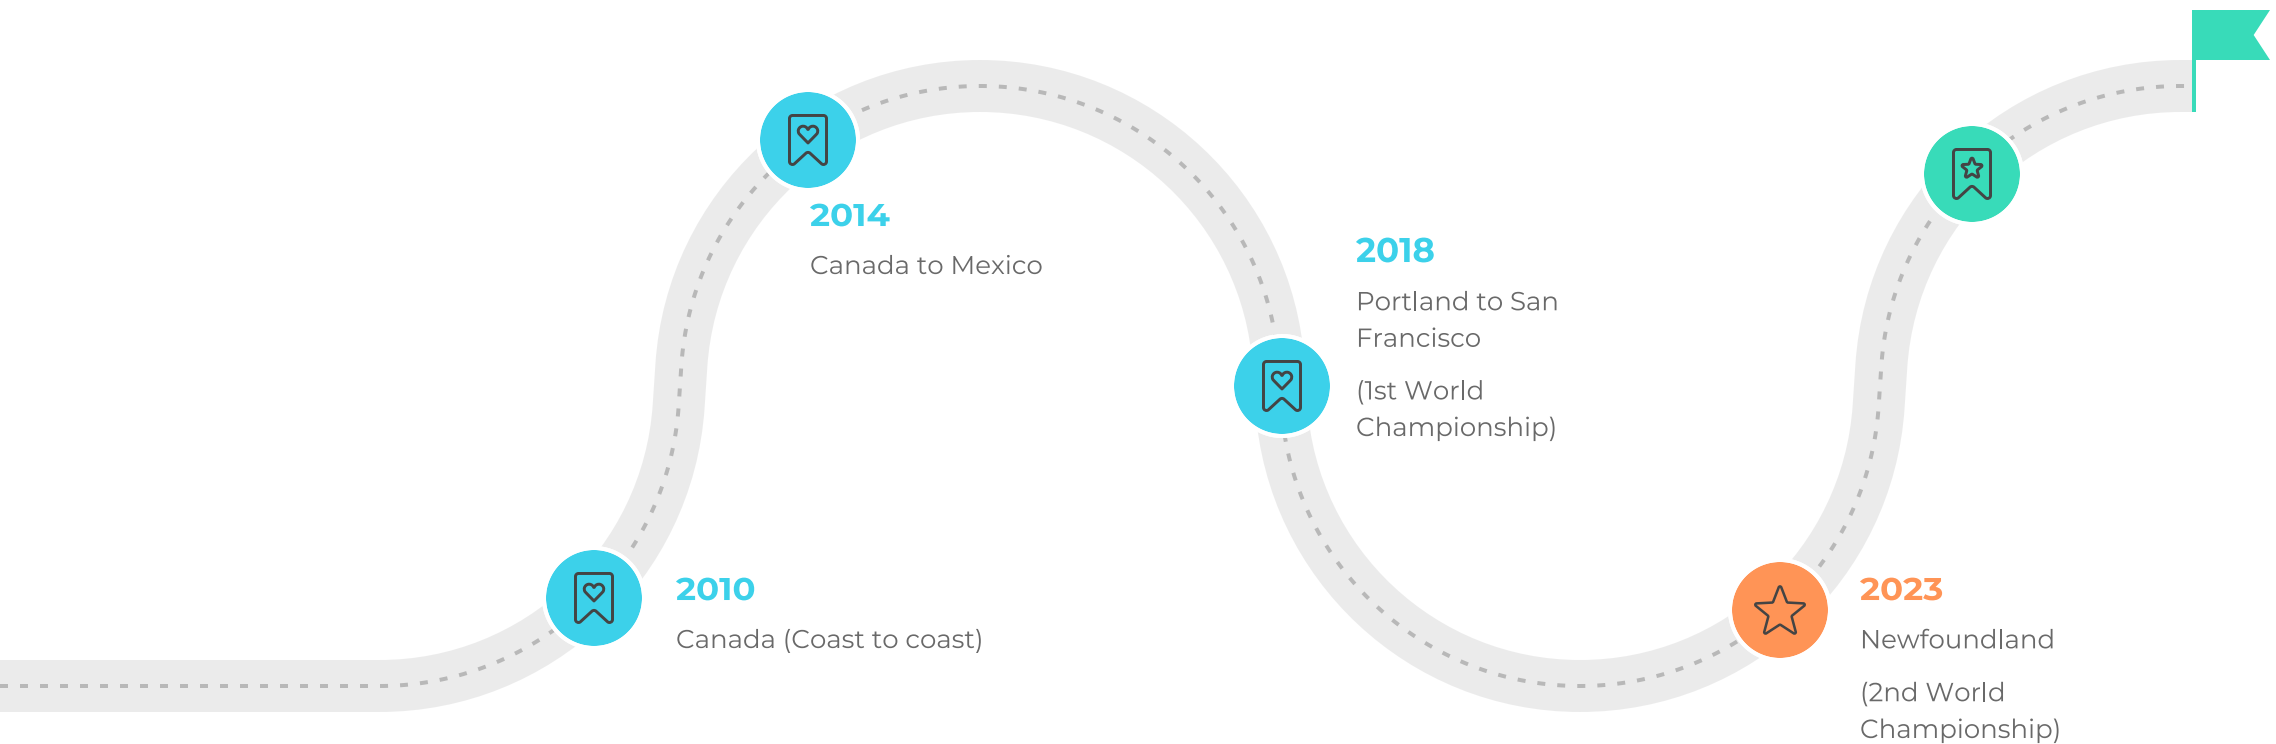 2010
Canada (Coast to coast)
2014
Canada to Mexico
2018
Portland to San
Francisco
(1st World
Championship)
2023
Newfoundland
(2nd World
Championship)